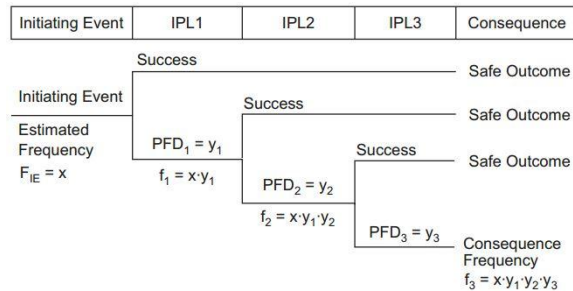 Initiating Event IPL1 IPL2 IPL3 Consequence
Success
Safe Outcome
Initiating Event
Success
Safe Outcome
Estimated
Frequency
F_IE = x
PFD₁ = y₁
Success
Safe Outcome
f₁ = x·y₁
PFD₂ = y₂
f₂ = x·y₁·y₂
PFD₃ = y₃
Consequence
Frequency
f₃ = x·y₁·y₂·y₃